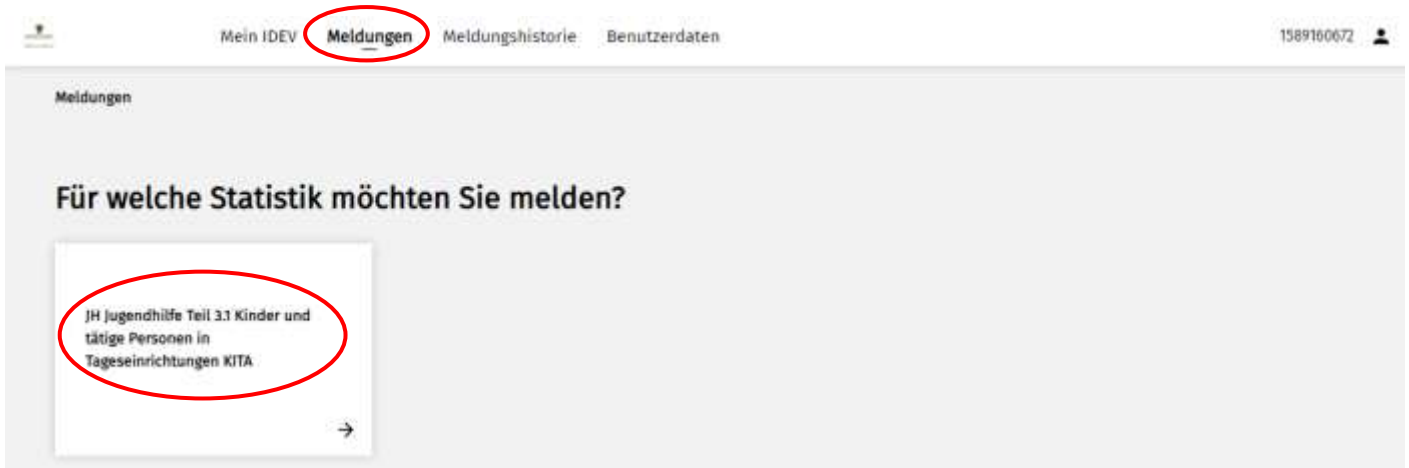 Mein IDEV Meldungen Meldungshistorie Benutzerdaten 1589160672
Meldungen
Für welche Statistik möchten Sie melden?
JH Jugendhilfe Teil 3.1 Kinder und
tätige Personen in
Tageseinrichtungen KITA